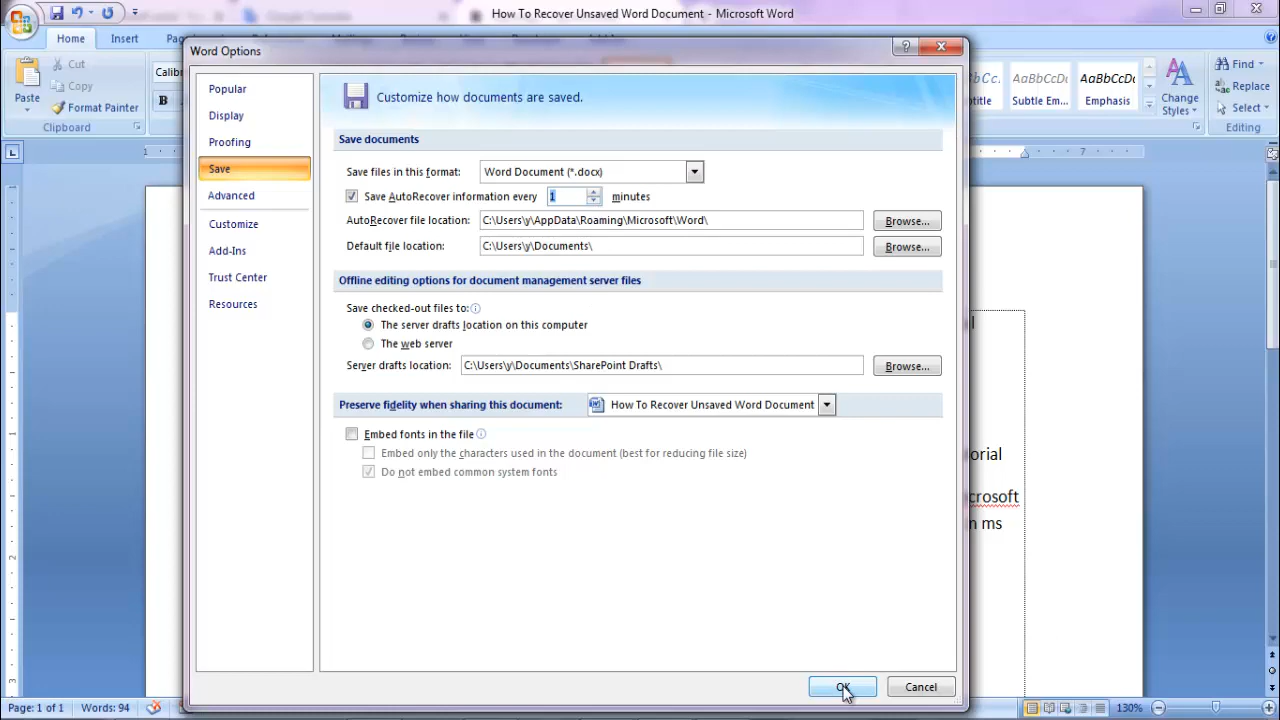 How To Recover Unsaved Word Document - Microsoft Word
Home
Insert
Cut
Copy
Format Painter
Paste
Clipboard
Calibr
B
Subtle Em...
Emphasis
Change
Styles
Find
Replace
Select
Editing
Word Options
Popular
Display
Proofing
Save
Advanced
Customize
Add-Ins
Trust Center
Resources
Customize how documents are saved.
Save documents
Save files in this format: Word Document (*.docx)
Save AutoRecover information every 1 minutes
AutoRecover file location: C:\Users\y\AppData\Roaming\Microsoft\Word\ Browse...
Default file location: C:\Users\y\Documents\ Browse...
Offline editing options for document management server files
Save checked-out files to:
The server drafts location on this computer
The web server
Server drafts location: C:\Users\y\Documents\SharePoint Drafts\ Browse...
Preserve fidelity when sharing this document: How To Recover Unsaved Word Document
Embed fonts in the file
Embed only the characters used in the document (best for reducing file size)
Do not embed common system fonts
OK Cancel
orial
crosoft
n ms
Page: 1 of 1 Words: 94 130%